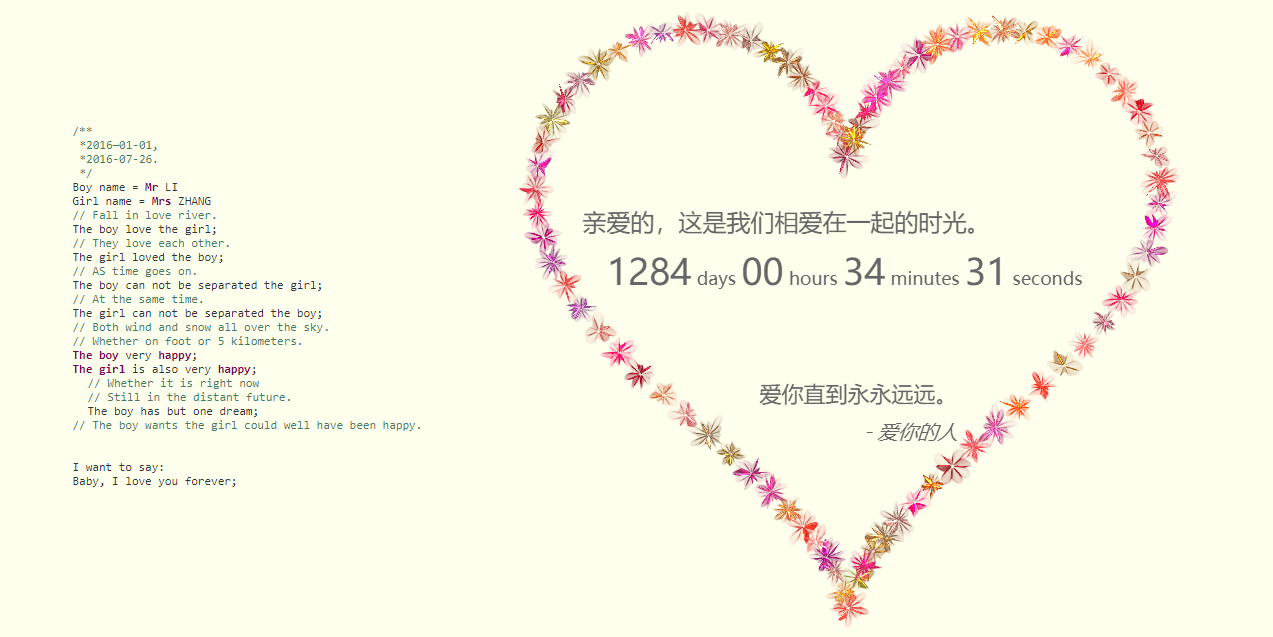 /**
*2016—01-01,
*2016-07-26.
*/
Boy name = Mr LI
Girl name = Mrs ZHANG
// Fall in love river.
The boy love the girl;
// They love each other.
The girl loved the boy;
// AS time goes on.
The boy can not be separated the girl;
// At the same time.
The girl can not be separated the boy;
// Both wind and snow all over the sky.
// Whether on foot or 5 kilometers.
The boy very happy;
The girl is also very happy;
// Whether it is right now
// Still in the distant future.
The boy has but one dream;
// The boy wants the girl could well have been happy.
I want to say:
Baby, I love you forever;
亲爱的，这是我们相爱在一起的时光。
1284 days 00 hours 34 minutes 31 seconds
爱你直到永永远远。
- 爱你的人